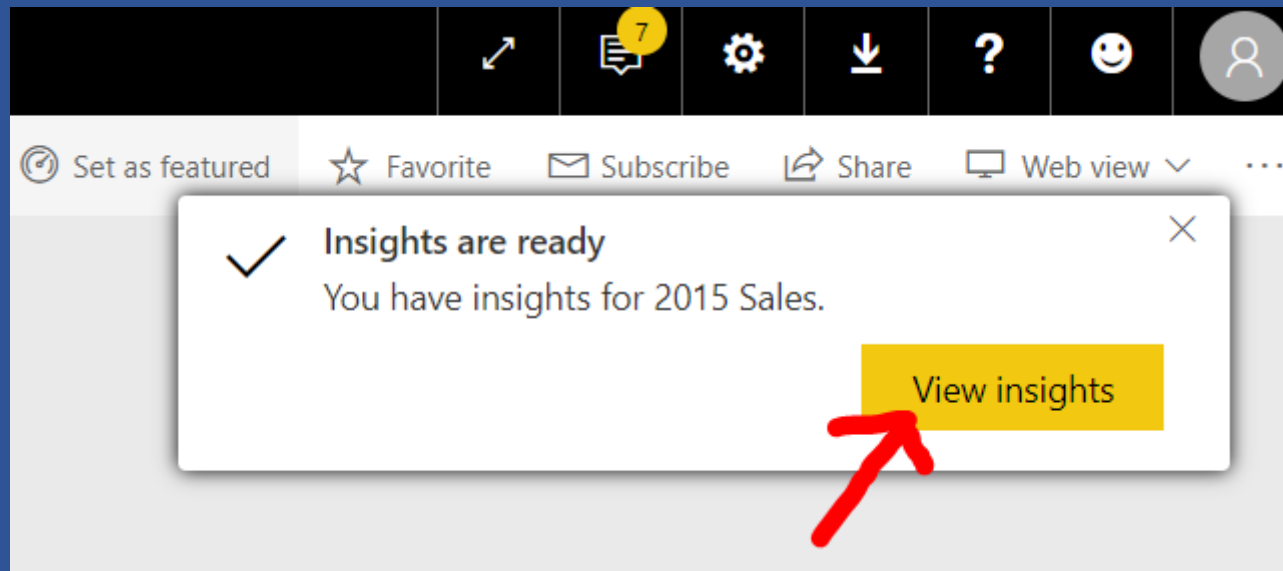 7
?
Set as featured Favorite Subscribe Share Web view ...
Insights are ready
You have insights for 2015 Sales.
View insights